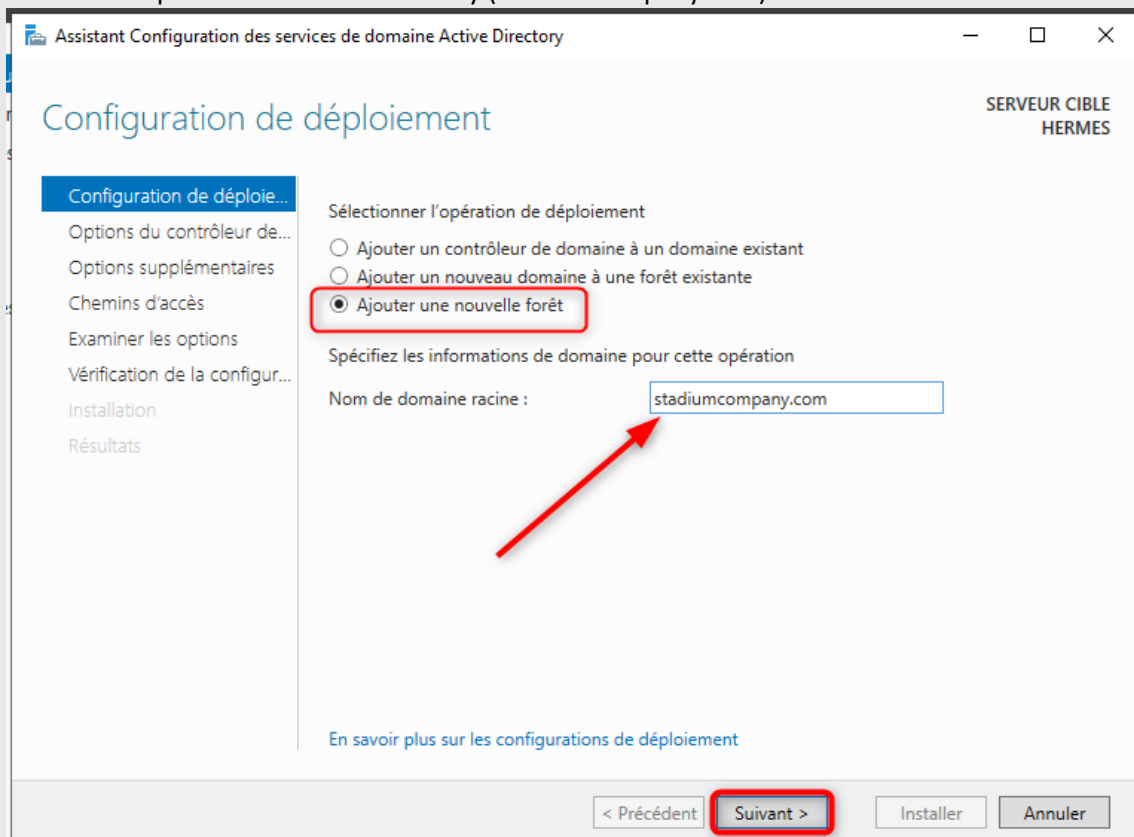 Assistant Configuration des services de domaine Active Directory
Configuration de déploiement
SERVEUR CIBLE
HERMES
Configuration de déploie...
Options du contrôleur de...
Options supplémentaires
Chemins d'accès
Examiner les options
Vérification de la configur...
Installation
Résultats
Sélectionner l'opération de déploiement
Ajouter un contrôleur de domaine à un domaine existant
Ajouter un nouveau domaine à une forêt existante
Ajouter une nouvelle forêt
Spécifiez les informations de domaine pour cette opération
Nom de domaine racine : stadiumcompany.com
En savoir plus sur les configurations de déploiement
< Précédent Suivant > Installer Annuler